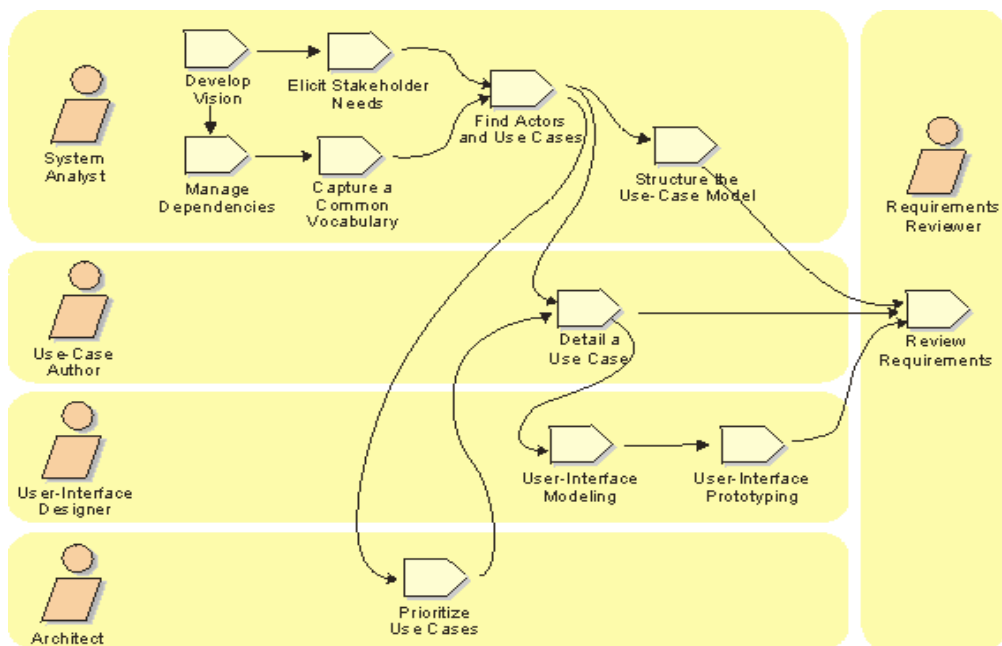 Develop
Vision
Elicit Stakeholder
Needs
Find Actors
and Use Cases
System
Analyst
Manage
Dependencies
Capture a
Common
Vocabulary
Structure the
Use-Case Model
Requirements
Reviewer
Use-Case
Author
Detail a
Use Case
Review
Requirements
User-Interface
Designer
User-Interface
Modeling
User-Interface
Prototyping
Architect
Prioritize
Use Cases